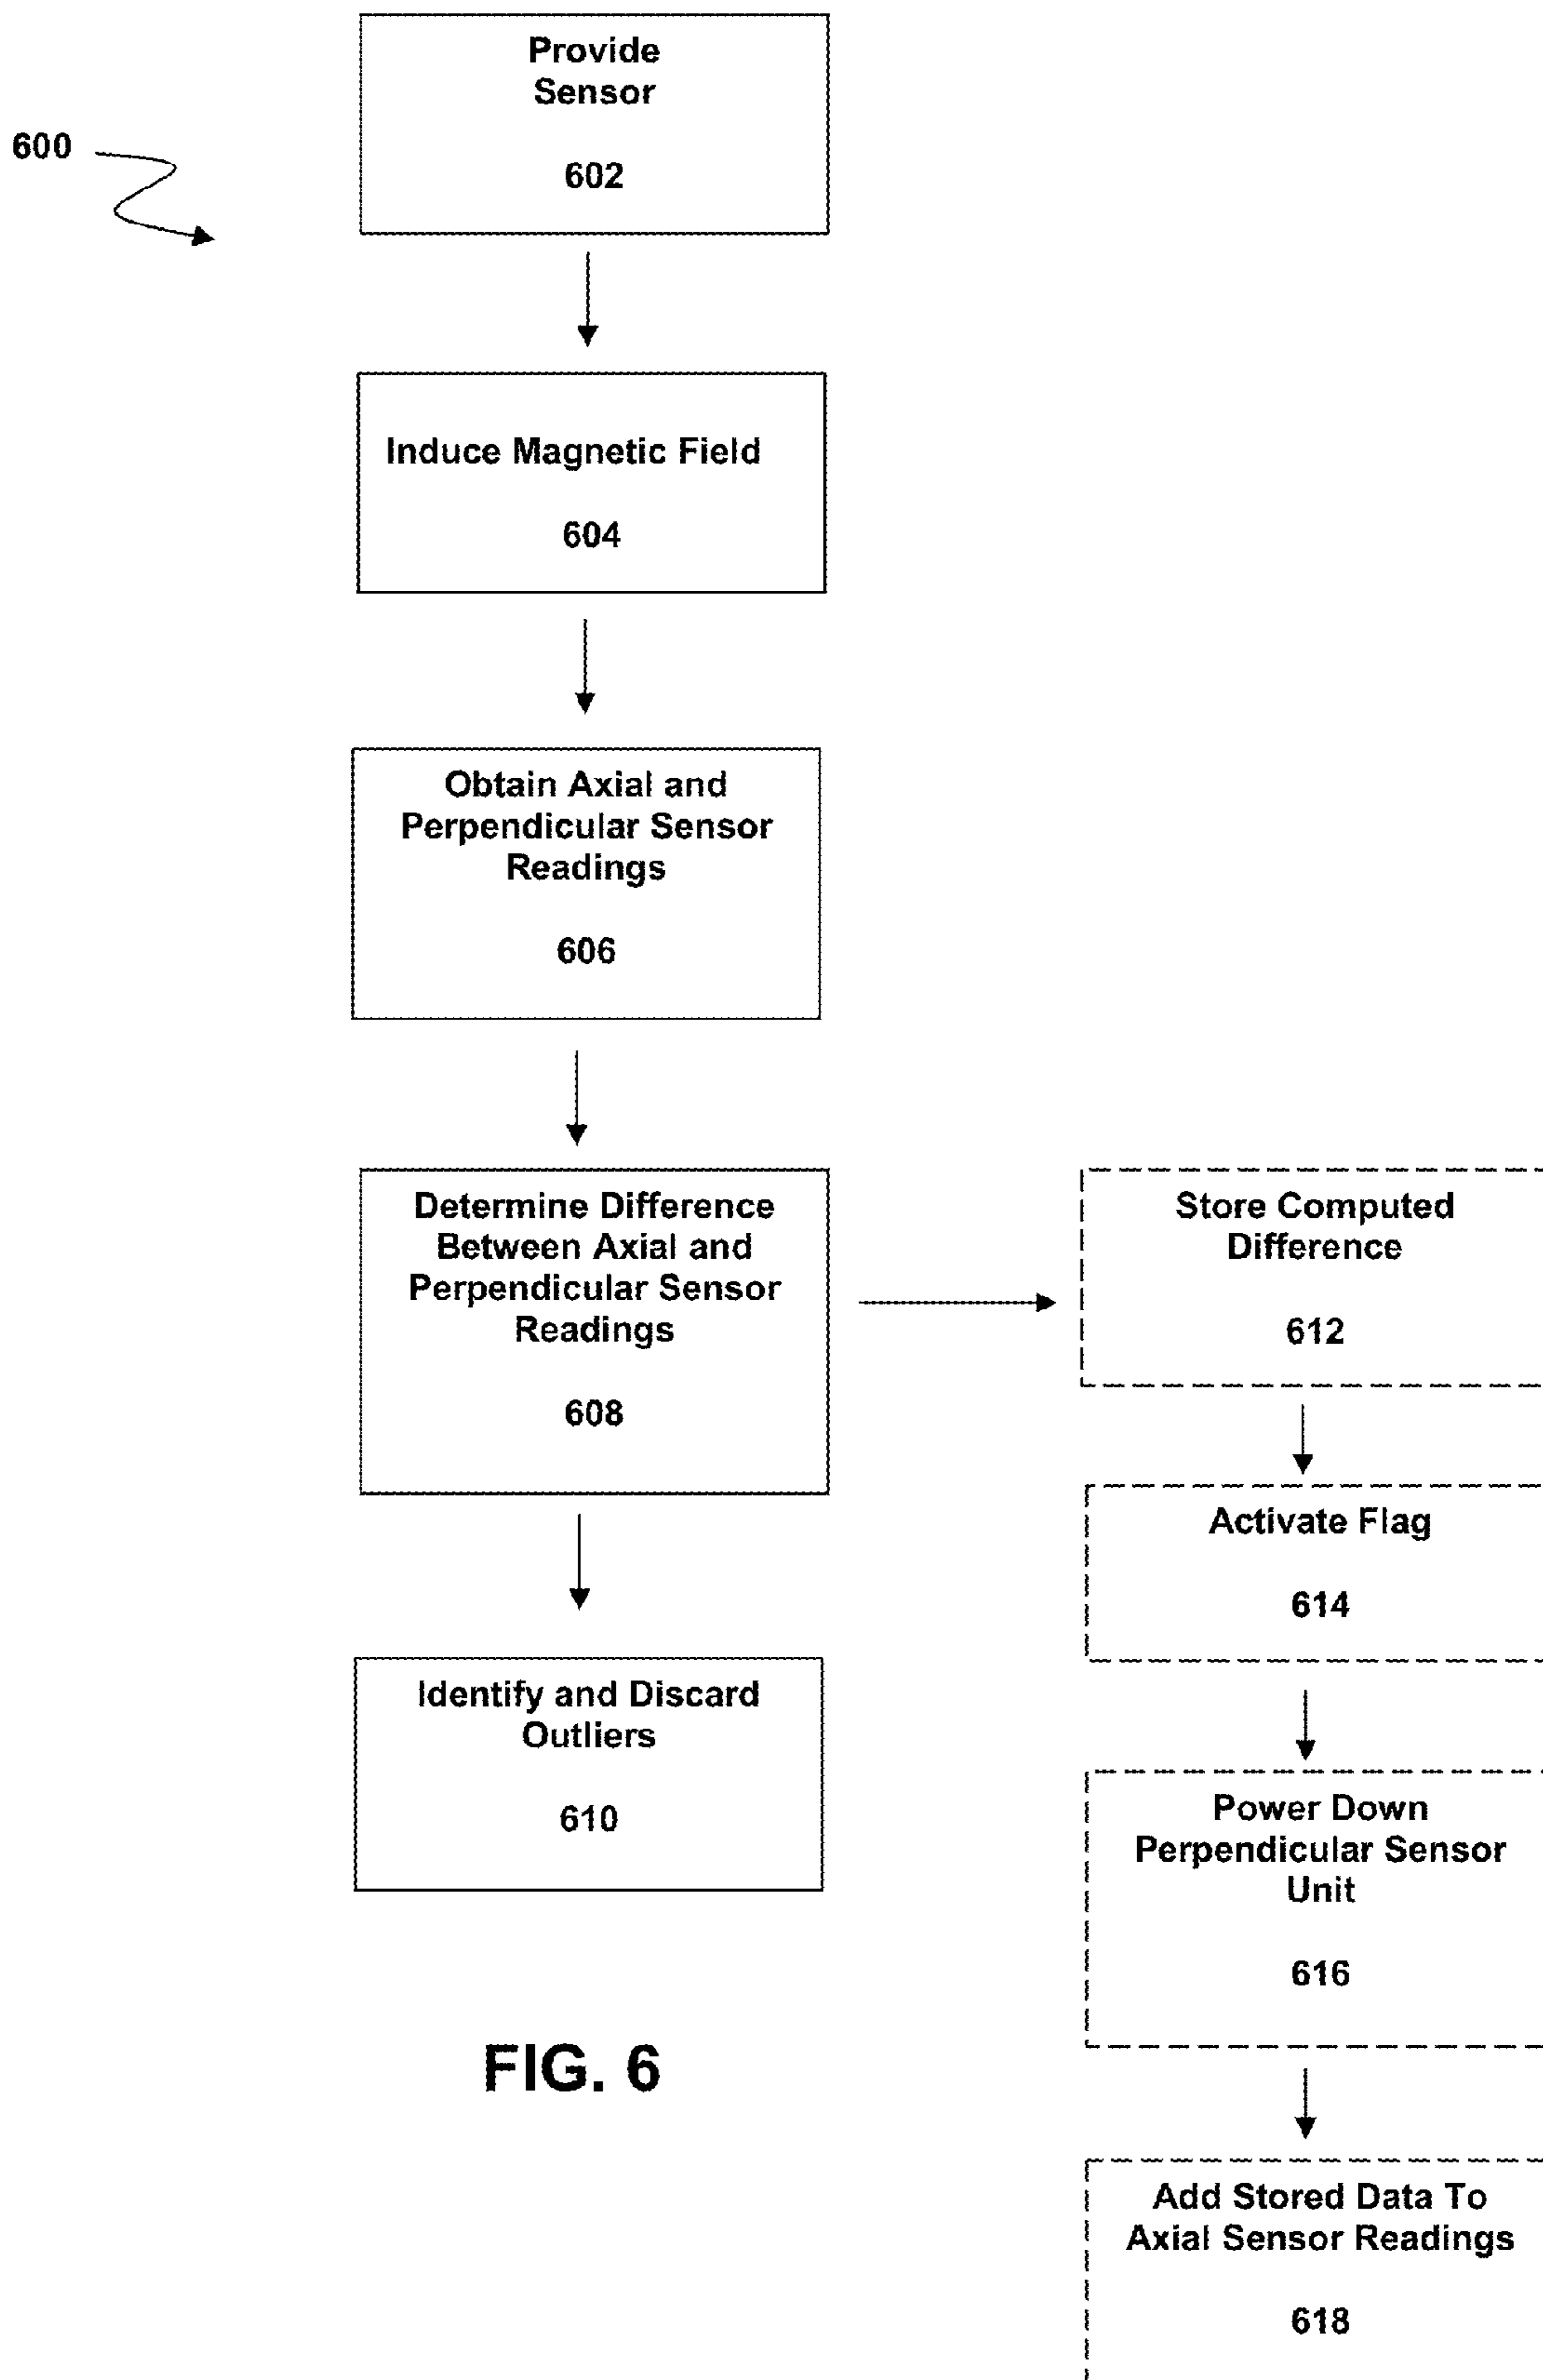 600
Provide
Sensor
602
Induce Magnetic Field
604
Obtain Axial and
Perpendicular Sensor
Readings
606
Determine Difference
Between Axial and
Perpendicular Sensor
Readings
608
Identify and Discard
Outliers
610
Store Computed
Difference
612
Activate Flag
614
Power Down
Perpendicular Sensor
Unit
616
Add Stored Data To
Axial Sensor Readings
618
FIG. 6